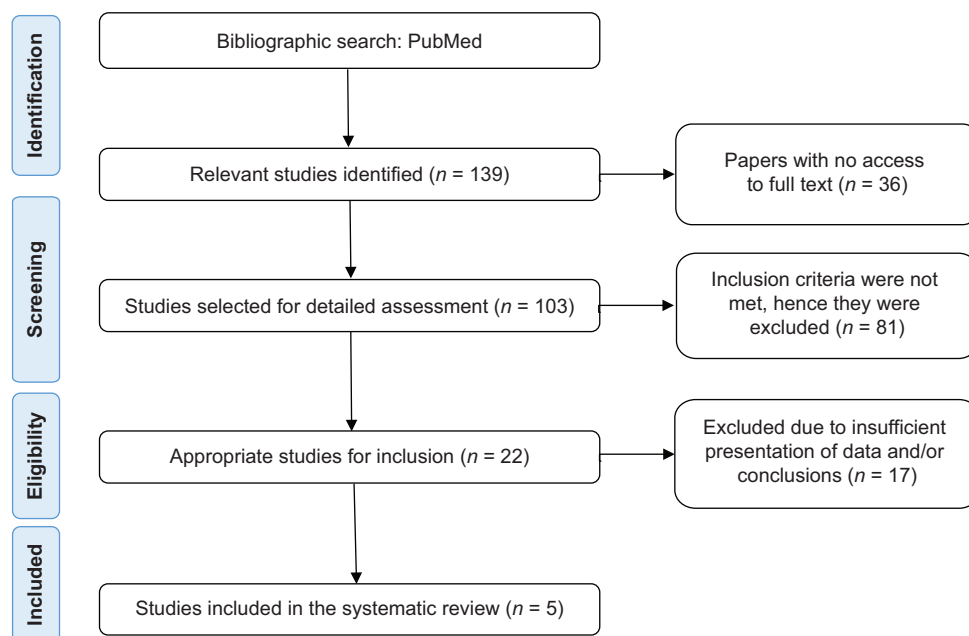 Identification
Bibliographic search: PubMed
Relevant studies identified (n = 139)
Papers with no access
to full text (n = 36)
Screening
Studies selected for detailed assessment (n = 103)
Inclusion criteria were not
met, hence they were
excluded (n = 81)
Eligibility
Appropriate studies for inclusion (n = 22)
Excluded due to insufficient
presentation of data and/or
conclusions (n = 17)
Included
Studies included in the systematic review (n = 5)